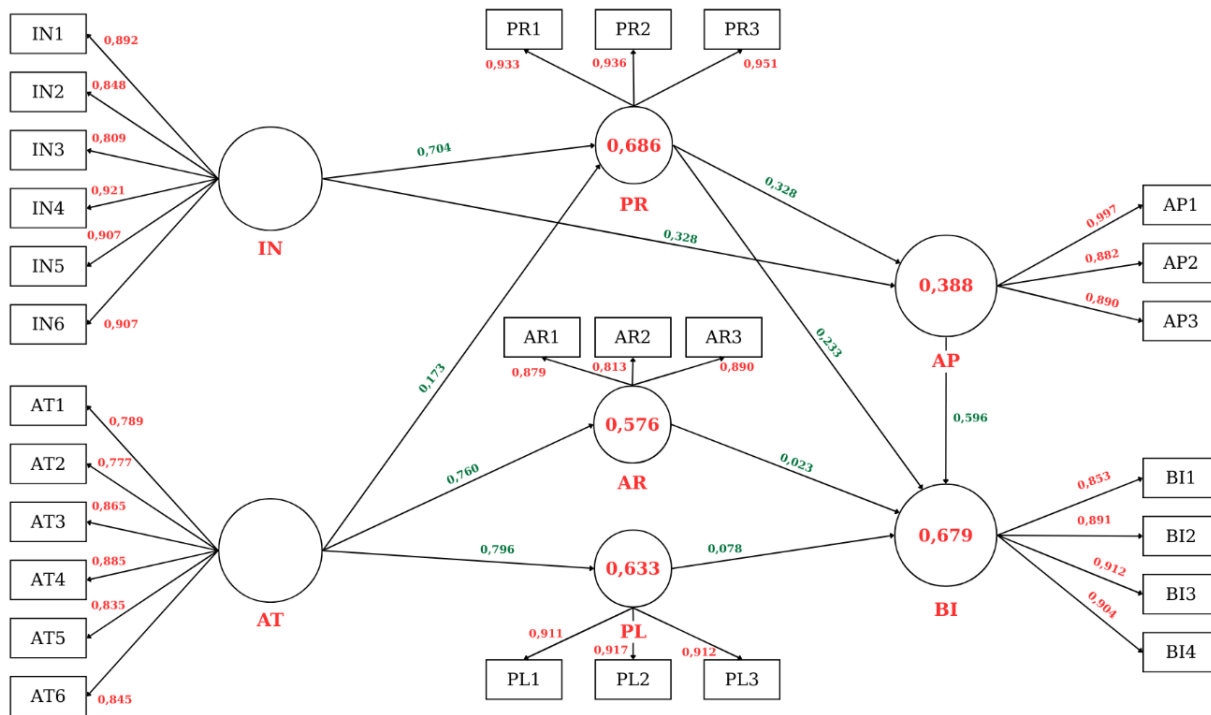 PR1
PR2
PR3
IN1
0,892
0,933
0,936
0,951
IN2
0,848
IN3
0,809
0,704
0,686
IN4
0,921
0,328
PR
AP1
IN5
0,907
IN
0,328
0,997
AP2
0,882
IN6
0,907
0,388
0,890
AP3
AR1
AR2
AR3
0,233
AP
0,879
0,813
0,890
0,173
AT1
0,789
0,576
0,596
AT2
0,777
0,760
AR
0,023
0,853
BI1
AT3
0,865
0,891
BI2
AT4
0,885
0,796
0,633
0,078
0,679
0,912
BI3
AT5
0,835
AT
PL
BI
0,904
BI4
0,911
0,917
0,912
AT6
0,845
PL1
PL2
PL3